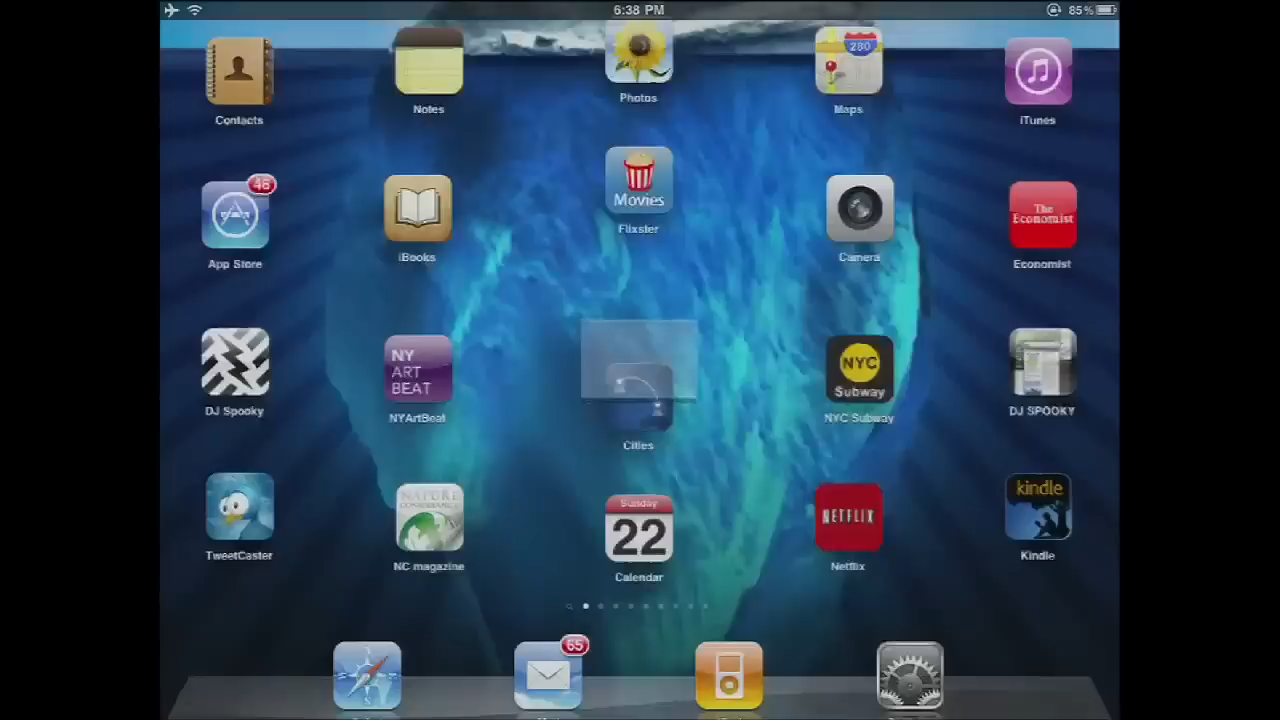 6:38 PM
85%
Contacts
Notes
Photos
280
Maps
iTunes
46
App Store
iBooks
Movies
Flixster
Camera
The Economist
Economist
DJ Spooky
NY ART BEAT
NYArtBeat
Cities
NYC Subway
NYC Subway
DJ SPOOKY
TweetCaster
NATURE
NC magazine
Sunday
22
Calendar
NETFLIX
Netflix
kindle
Kindle
65